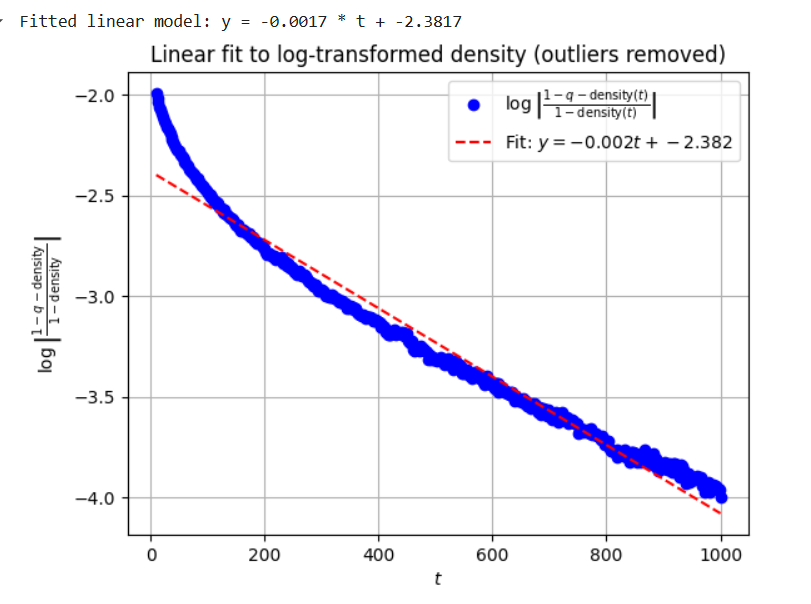 Fitted linear model: y = -0.0017 * t + -2.3817
Linear fit to log-transformed density (outliers removed)
log |(1 − q − density(t))/(1 − density(t))|
Fit: y = −0.002t + −2.382
log |(1 − q − density)/(1 − density)|
−2.0
−2.5
−3.0
−3.5
−4.0
0 200 400 600 800 1000
t